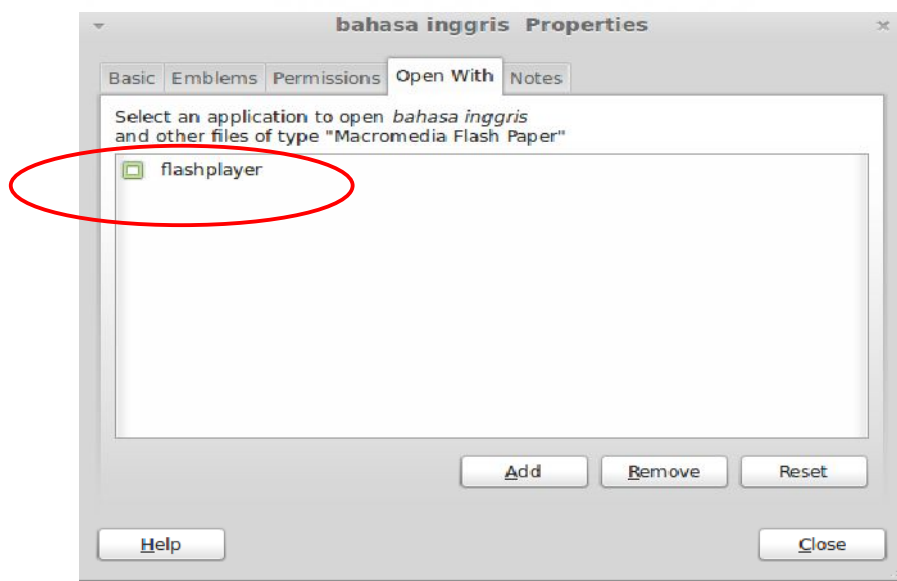 bahasa inggris Properties
Basic Emblems Permissions Open With Notes
Select an application to open bahasa inggris
and other files of type "Macromedia Flash Paper"
flashplayer
Add Remove Reset
Help Close